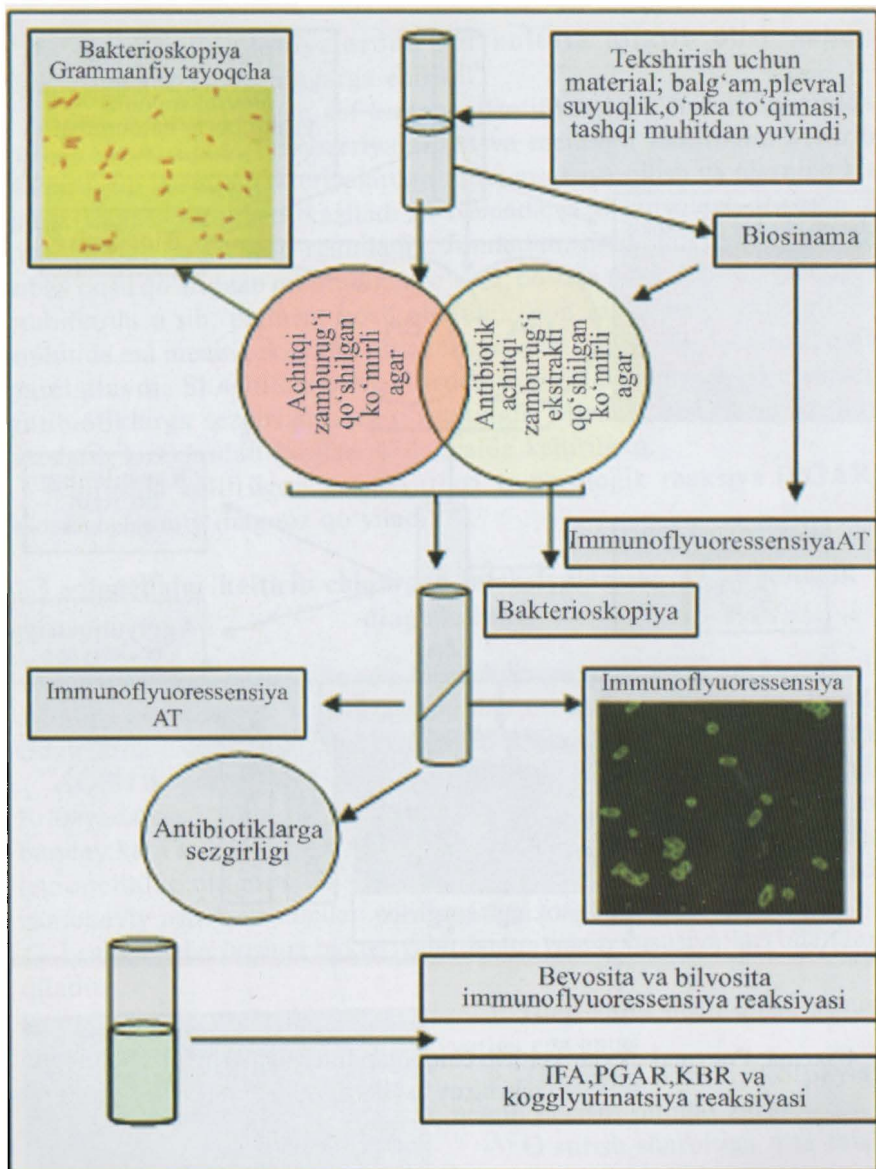 Bakterioskopiya
Grammanfiy tayoqcha
Tekshirish uchun
material; balg‘am,plevral
suyuqlik,o‘pka to‘qimasi,
tashqi muhitdan yuvindi
Biosinama
Achitqi
zamburug‘i
qo‘shilgan
ko‘mirli
agar
Antibiotik
achitqi
zamburug‘i
ekstrakti
qo‘shilgan
ko‘mirli
agar
ImmunoflyuoressensiyaAT
Bakterioskopiya
Immunoflyuoressensiya
AT
Immunoflyuoressensiya
Antibiotiklarga
sezgirligi
Bevosita va bilvosita
immunoflyuoressensiya reaksiyasi
IFA,PGAR,KBR va
kogglyutinatsiya reaksiyasi